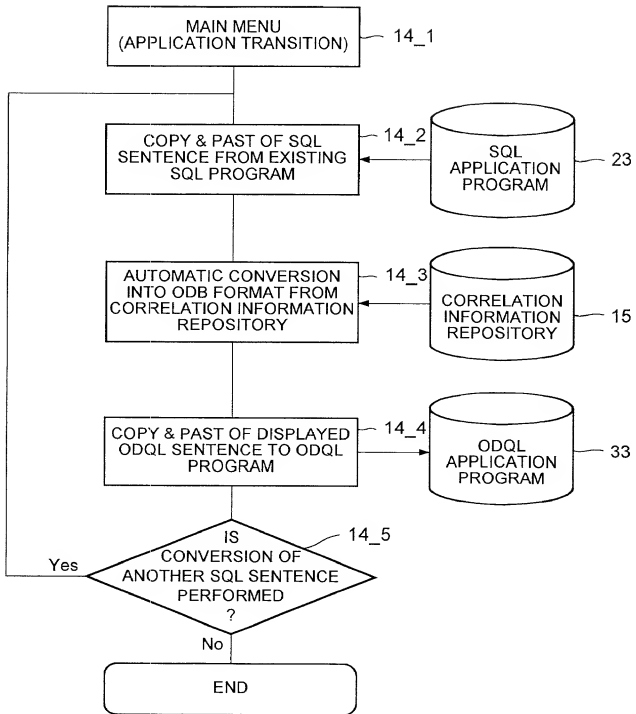 MAIN MENU
(APPLICATION TRANSITION)
14_1
COPY & PAST OF SQL
SENTENCE FROM EXISTING
SQL PROGRAM
14_2
SQL
APPLICATION
PROGRAM
23
AUTOMATIC CONVERSION
INTO ODB FORMAT FROM
CORRELATION INFORMATION
REPOSITORY
14_3
CORRELATION
INFORMATION
REPOSITORY
15
COPY & PAST OF DISPLAYED
ODQL SENTENCE TO ODQL
PROGRAM
14_4
ODQL
APPLICATION
PROGRAM
33
IS
CONVERSION OF
ANOTHER SQL SENTENCE
PERFORMED
?
14_5
Yes
No
END